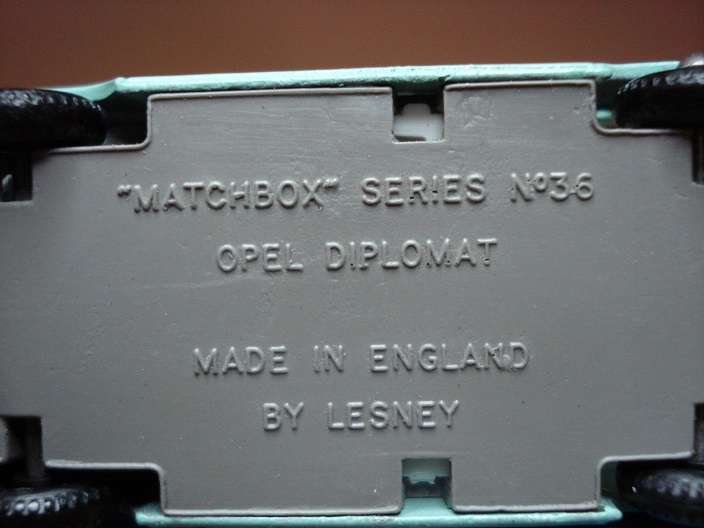 "MATCHBOX" SERIES Nº36
OPEL DIPLOMAT
MADE IN ENGLAND
BY LESNEY